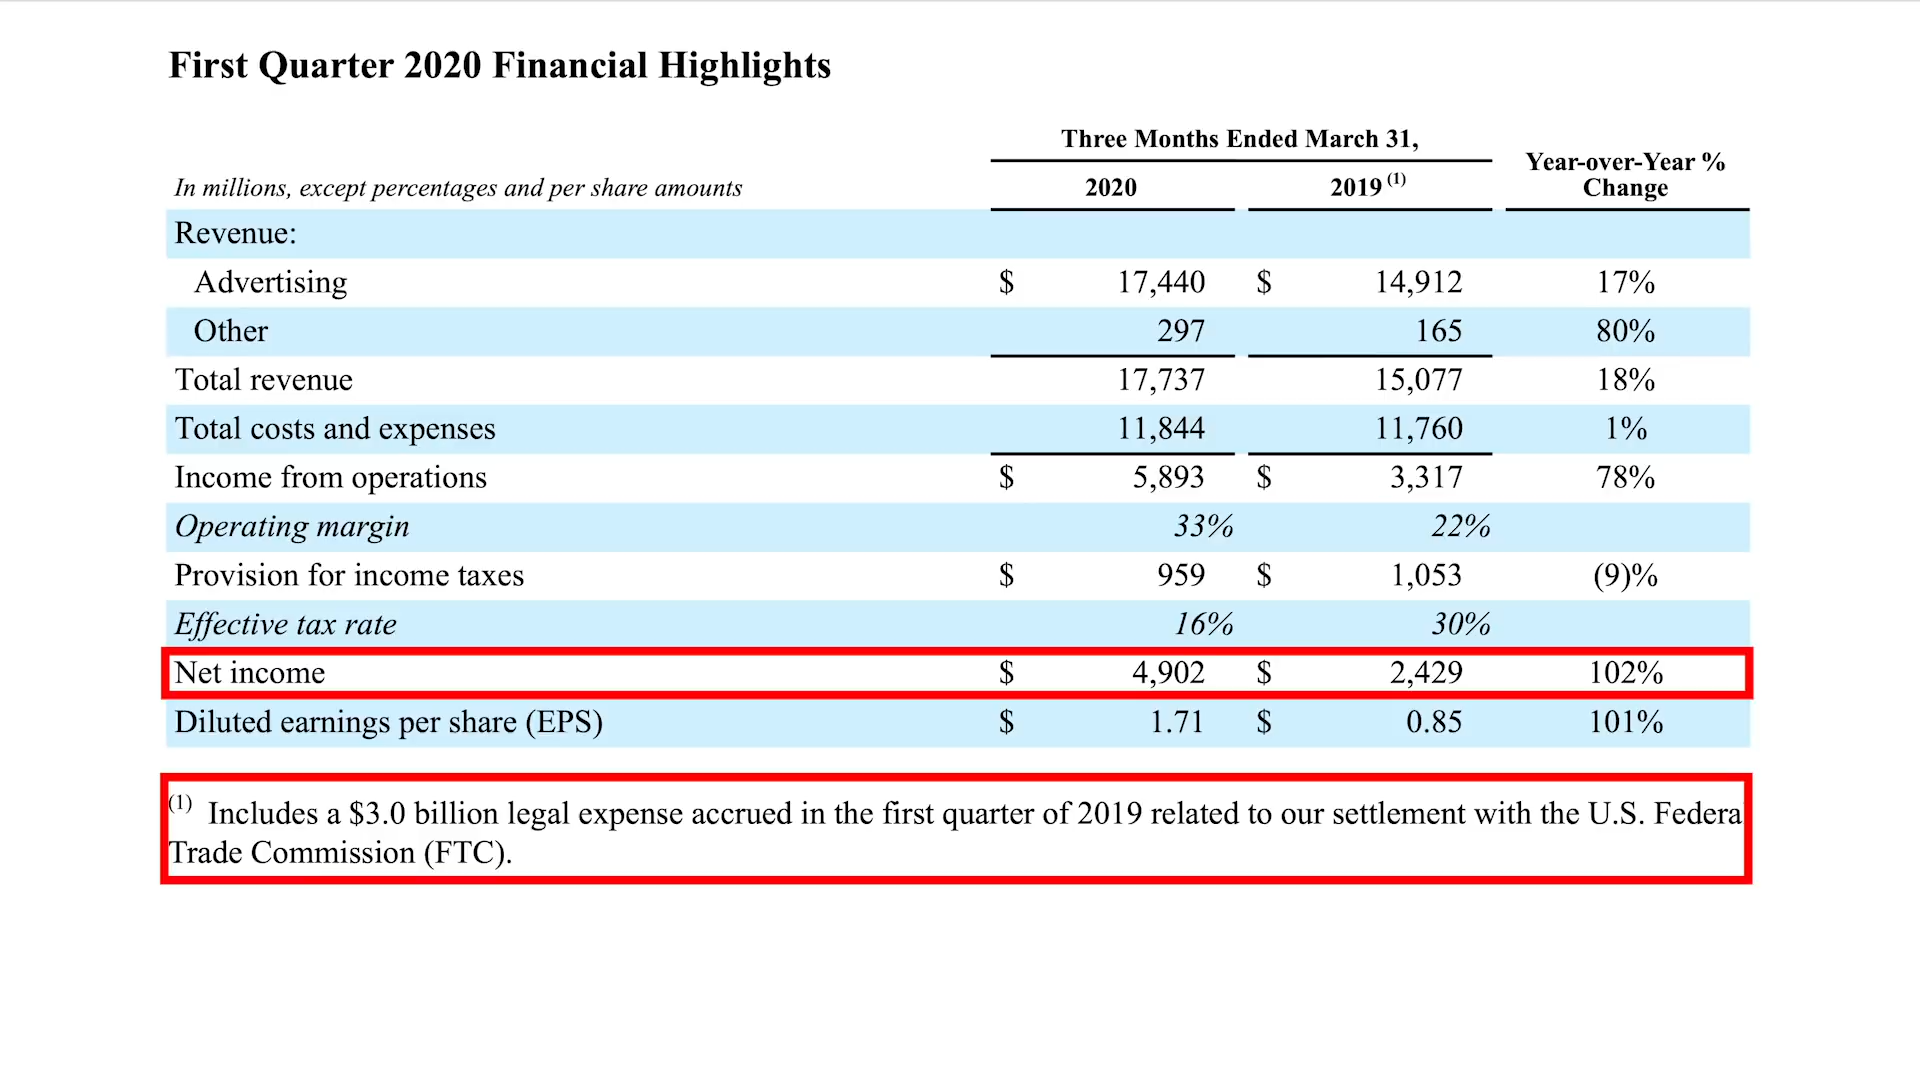 First Quarter 2020 Financial Highlights
Three Months Ended March 31,
Year-over-Year % Change
In millions, except percentages and per share amounts 2020 2019 (1)
Revenue:
Advertising $ 17,440 $ 14,912 17%
Other 297 165 80%
Total revenue 17,737 15,077 18%
Total costs and expenses 11,844 11,760 1%
Income from operations $ 5,893 $ 3,317 78%
Operating margin 33% 22%
Provision for income taxes $ 959 $ 1,053 (9)%
Effective tax rate 16% 30%
Net income $ 4,902 $ 2,429 102%
Diluted earnings per share (EPS) $ 1.71 $ 0.85 101%
(1) Includes a $3.0 billion legal expense accrued in the first quarter of 2019 related to our settlement with the U.S. Federa
Trade Commission (FTC).